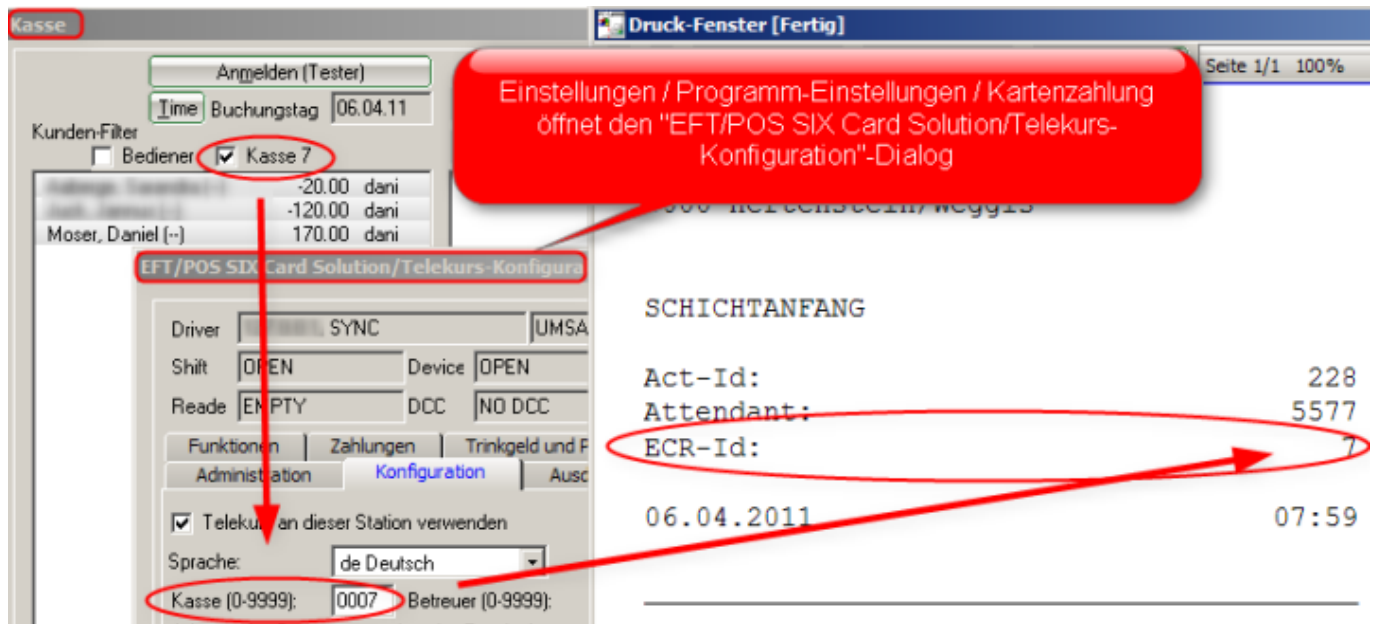 Kasse
Anmelden (Tester)
Time Buchungstag 06.04.11
Kunden-Filter
Bediener Kasse 7
-20.00 dani
-120.00 dani
Moser, Daniel (--) 170.00 dani
EFT/POS SIX Card Solution/Telekurs-Konfigura
Driver SYNC UMSA
Shift OPEN Device OPEN
Reade EMPTY DCC NO DCC
Funktionen Zahlungen Trinkgeld und P
Administration Konfiguration Ausc
Telekurs an dieser Station verwenden
Sprache: de Deutsch
Kasse (0-9999): 0007 Betreuer (0-9999):
Einstellungen / Programm-Einstellungen / Kartenzahlung
öffnet den "EFT/POS SIX Card Solution/Telekurs-
Konfiguration"-Dialog
Druck-Fenster [Fertig]
Seite 1/1 100%
Hertenstein/Weggis
SCHICHTANFANG
Act-Id: 228
Attendant: 5577
ECR-Id: 7
06.04.2011 07:59